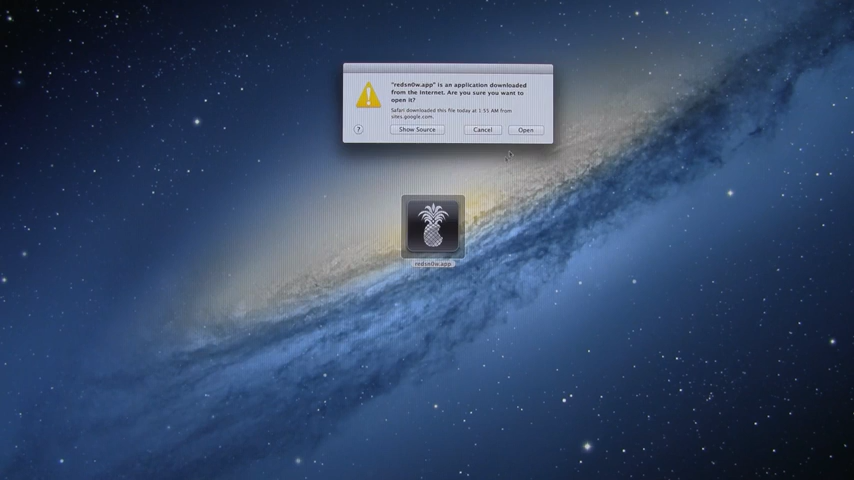 "redsn0w.app" is an application downloaded
from the Internet. Are you sure you want to
open it?
Safari downloaded this file today at 1:55 AM from
sites.google.com.
?
Show Source
Cancel
Open
redsn0w.app